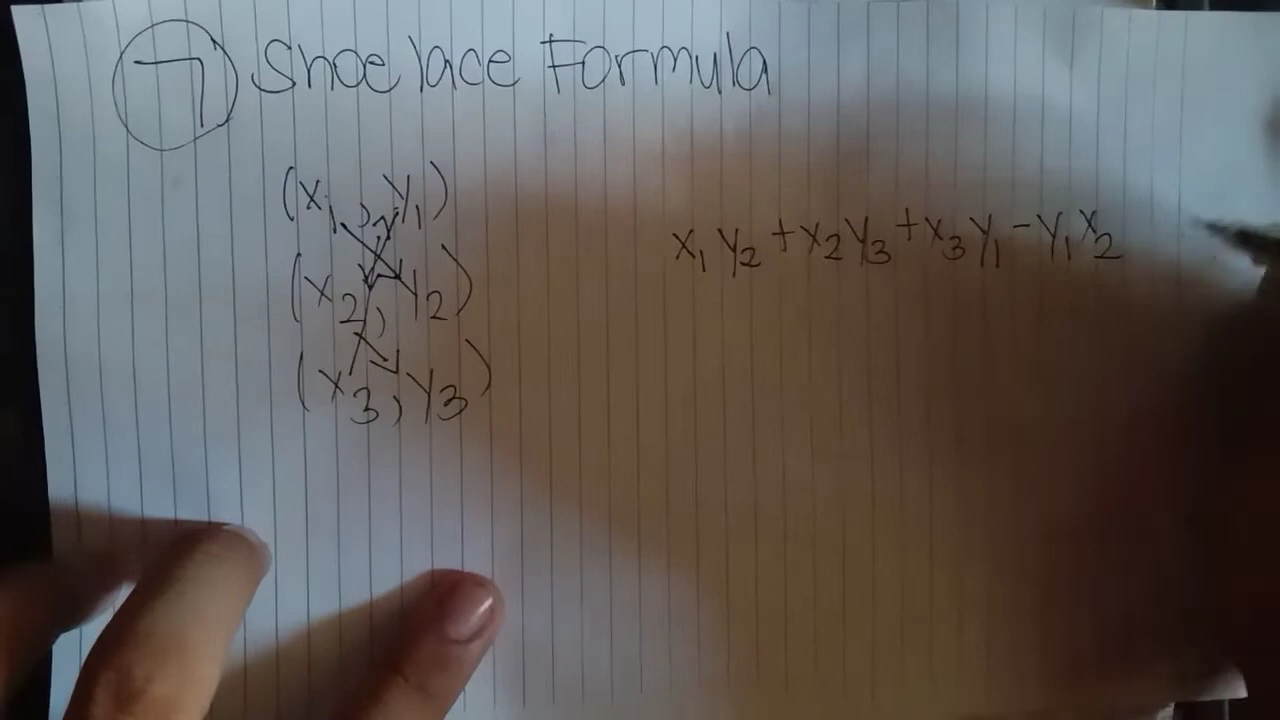 7 Shoelace Formula
(x₁, y₁)
(x₂, y₂)
(x₃, y₃)
x₁y₂ + x₂y₃ + x₃y₁ - y₁x₂